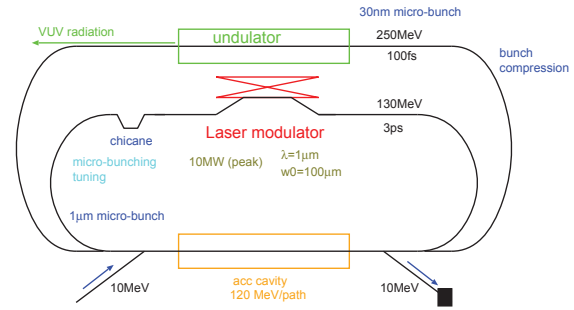 30nm micro-bunch
VUV radiation
undulator
250MeV
100fs
bunch
compression
130MeV
3ps
chicane
Laser modulator
micro-bunching
tuning
10MW (peak)
λ=1μm
w0=100μm
1μm micro-bunch
10MeV
acc cavity
120 MeV/path
10MeV